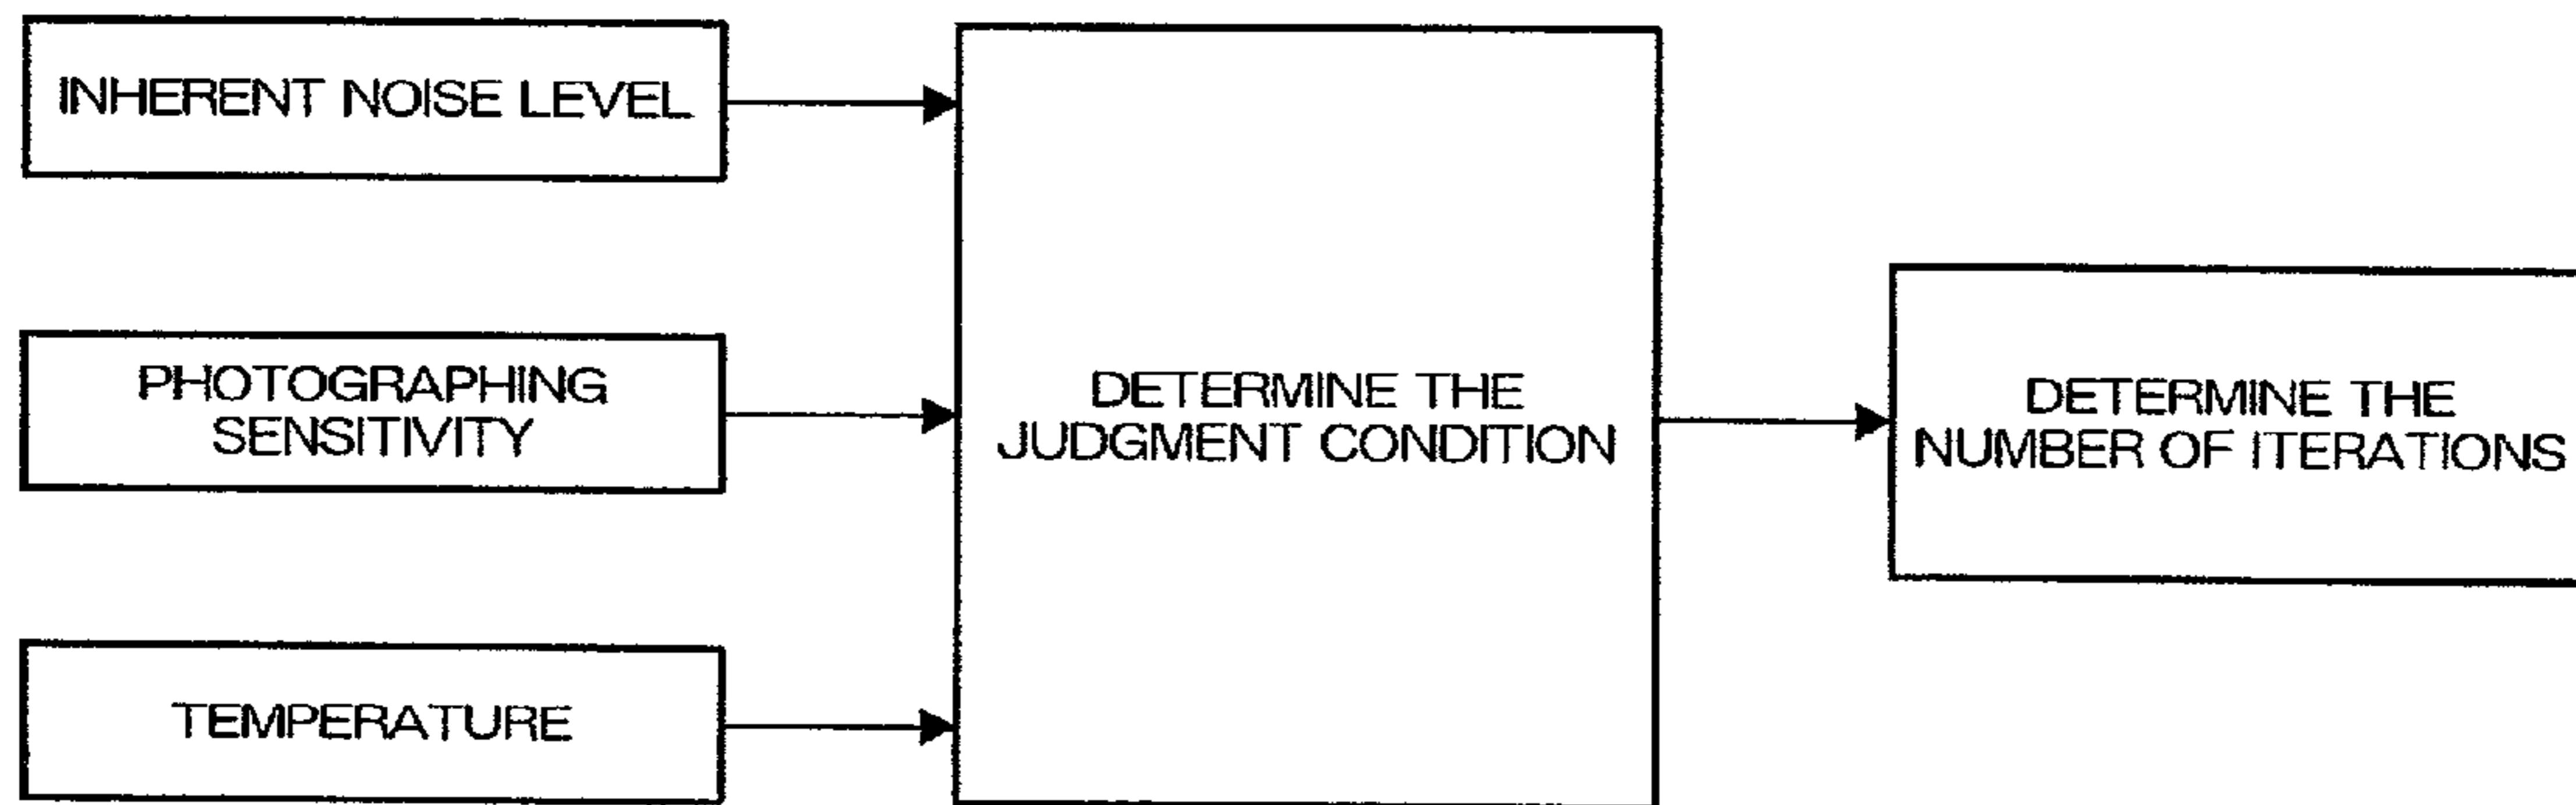 INHERENT NOISE LEVEL
PHOTOGRAPHING
SENSITIVITY
TEMPERATURE
DETERMINE THE
JUDGMENT CONDITION
DETERMINE THE
NUMBER OF ITERATIONS